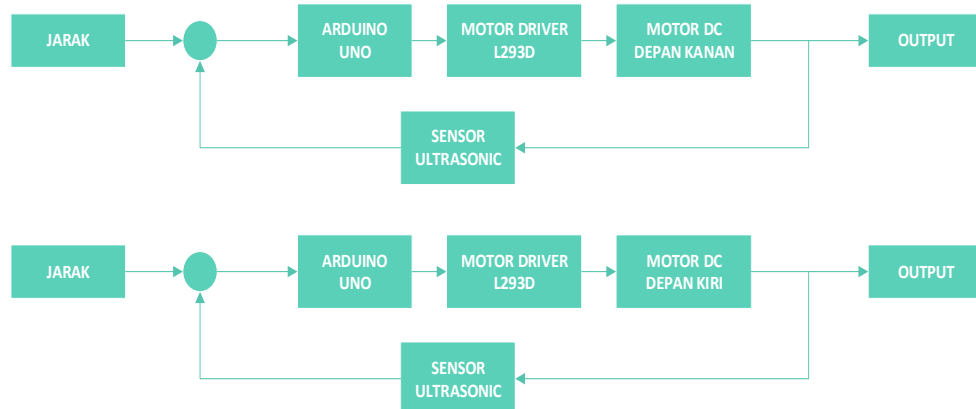 JARAK
ARDUINO
UNO
MOTOR DRIVER
L293D
MOTOR DC
DEPAN KANAN
OUTPUT
SENSOR
ULTRASONIC
JARAK
ARDUINO
UNO
MOTOR DRIVER
L293D
MOTOR DC
DEPAN KIRI
OUTPUT
SENSOR
ULTRASONIC